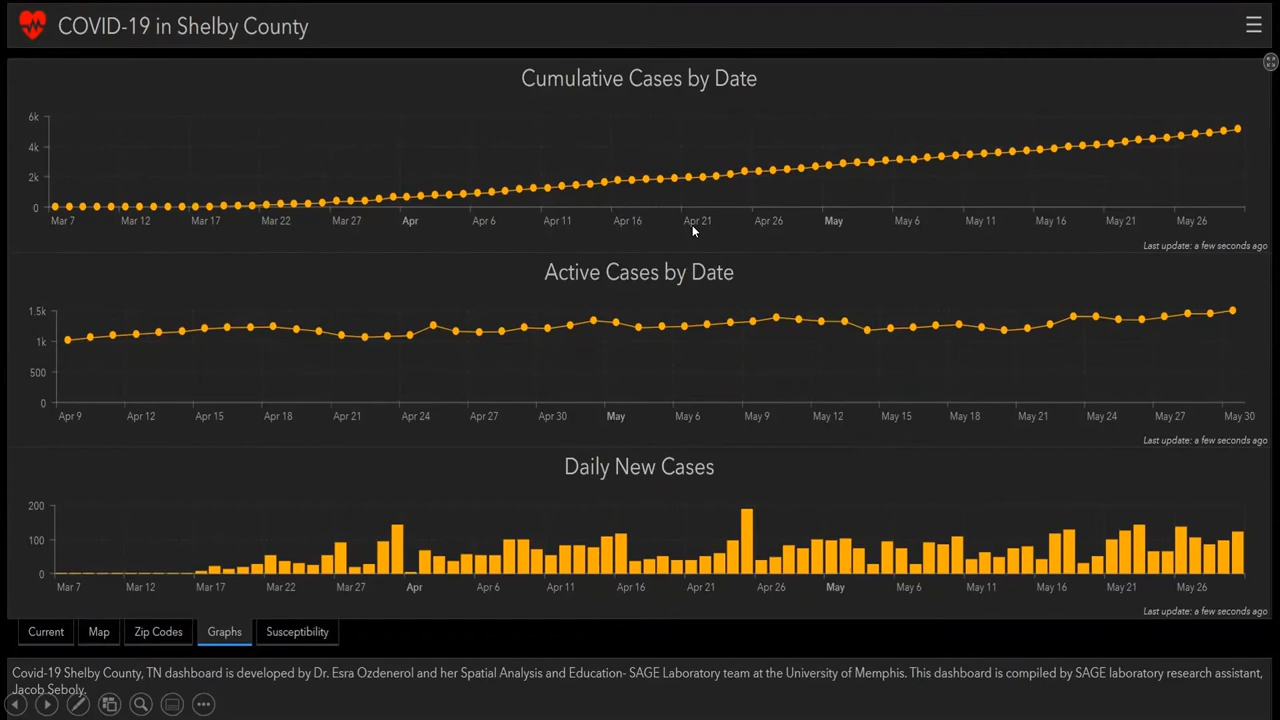 COVID-19 in Shelby County
Cumulative Cases by Date
6k
4k
2k
0
Mar 7 Mar 12 Mar 17 Mar 22 Mar 27 Apr Apr 6 Apr 11 Apr 16 Apr 21 Apr 26 May May 6 May 11 May 16 May 21 May 26
Last update: a few seconds ago
Active Cases by Date
1.5k
1k
500
0
Apr 9 Apr 12 Apr 15 Apr 18 Apr 21 Apr 24 Apr 27 Apr 30 May May 6 May 9 May 12 May 15 May 18 May 21 May 24 May 27 May 30
Last update: a few seconds ago
Daily New Cases
200
100
0
Mar 7 Mar 12 Mar 17 Mar 22 Mar 27 Apr Apr 6 Apr 11 Apr 16 Apr 21 Apr 26 May May 6 May 11 May 16 May 21 May 26
Last update: a few seconds ago
Current Map Zip Codes Graphs Susceptibility
Covid-19 Shelby County, TN dashboard is developed by Dr. Esra Ozdenerol and her Spatial Analysis and Education- SAGE Laboratory team at the University of Memphis. This dashboard is compiled by SAGE laboratory research assistant,
Jacob Seboly.